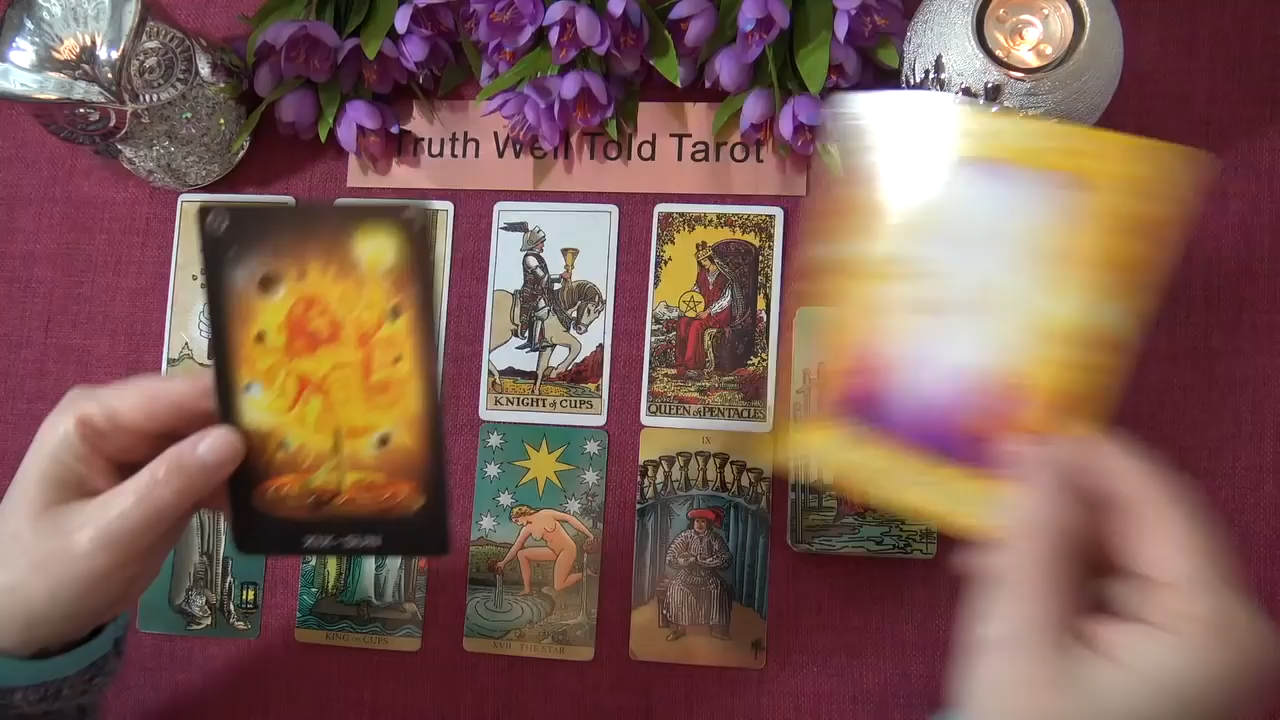 Truth Well Told Tarot
KNIGHT of CUPS
QUEEN of PENTACLES
IX
KING of CUPS
XVII THE STAR